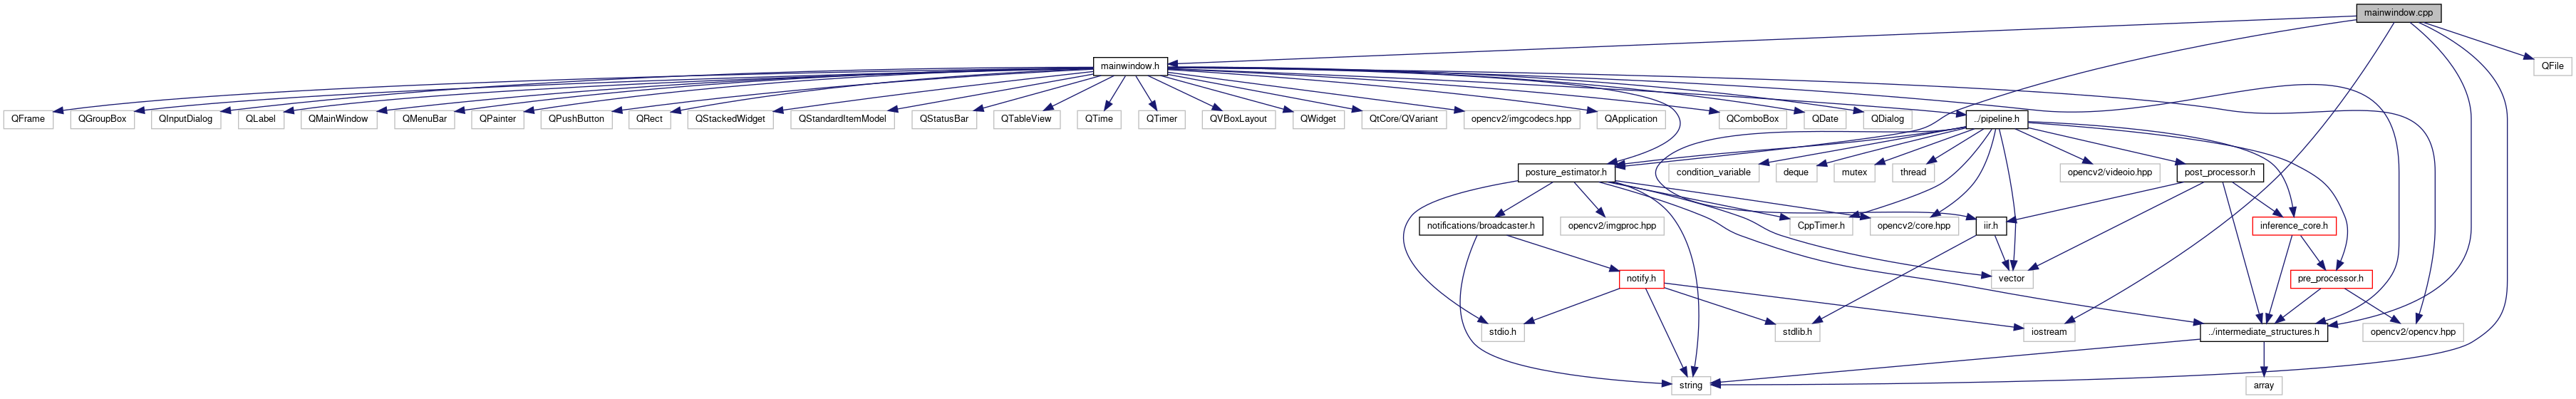 mainwindow.cpp
mainwindow.h
QFile
QFrame
QGroupBox
QInputDialog
QLabel
QMainWindow
QMenuBar
QPainter
QPushButton
QRect
QStackedWidget
QStandardItemModel
QStatusBar
QTableView
QTime
QTimer
QVBoxLayout
QWidget
QtCore/QVariant
opencv2/imgcodecs.hpp
QApplication
QComboBox
QDate
QDialog
../pipeline.h
posture_estimator.h
condition_variable
deque
mutex
thread
opencv2/videoio.hpp
post_processor.h
notifications/broadcaster.h
opencv2/imgproc.hpp
CppTimer.h
opencv2/core.hpp
iir.h
inference_core.h
notify.h
vector
pre_processor.h
stdio.h
stdlib.h
iostream
../intermediate_structures.h
opencv2/opencv.hpp
string
array